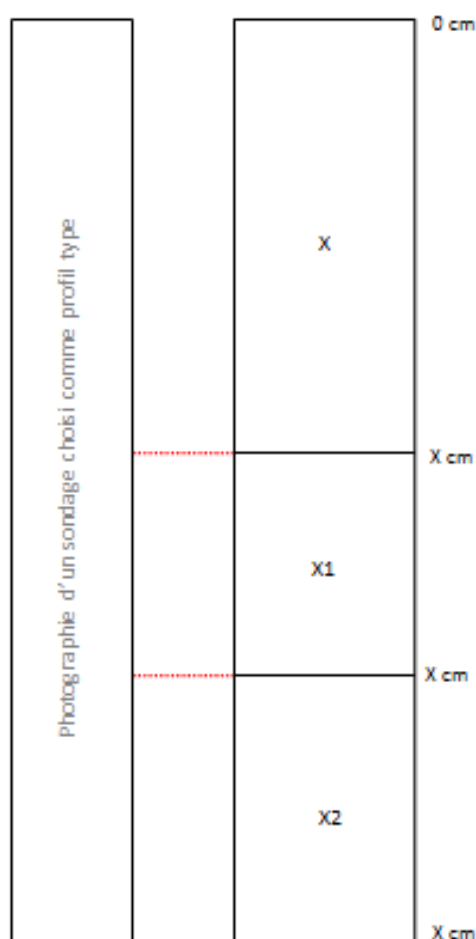 0 cm
Photographie d'un sondage choisi comme profil type
X
X cm
X1
X cm
X2
X cm